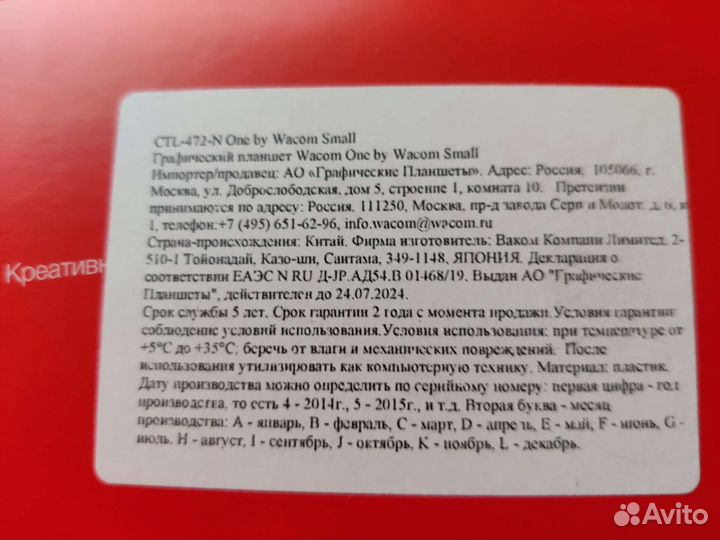 CTL-472-N One by Wacom Small
Графический планшет Wacom One by Wacom Small
Импортер/продавец: АО «Графические Планшеты». Адрес: Россия, 105066, г.
Москва, ул. Доброслободская, дом 5, строение 1, комната 10. Претензии
принимаются по адресу: Россия, 111250, Москва, пр-д завода Серп и Молот, д. 6, к
1, телефон:+7 (495) 651-62-96, info.wacom@wacom.ru
Страна-происхождения: Китай. Фирма изготовитель: Ваком Компани Лимитед, 2-
510-1 Тойонадай, Казо-ши, Саитама, 349-1148, ЯПОНИЯ. Декларация о
соответствии ЕАЭС N RU Д-JP.АД54.В.01468/19. Выдан АО "Графические
Планшеты", действителен до 24.07.2024.
Срок службы 5 лет. Срок гарантии 2 года с момента продажи.Условия гарантии
соблюдение условий использования.Условия использования: при температуре от
+5°С до +35°С; беречь от влаги и механических повреждений. После
использования утилизировать как компьютерную технику. Материал: пластик.
Дату производства можно определить по серийному номеру: первая цифра - год
производства, то есть 4 - 2014г., 5 - 2015г., и т.д. Вторая буква - месяц
производства: A - январь, B - февраль, C - март, D - апрель, E - май, F - июнь, G -
июль. H - август, I - сентябрь, J - октябрь, K - ноябрь, L - декабрь.
Креативн
Avito